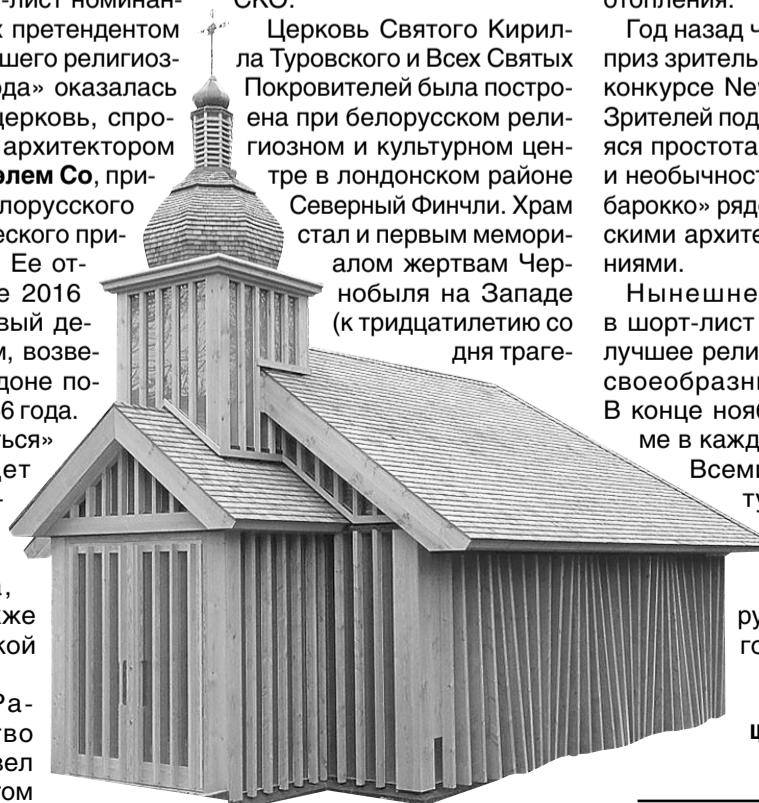 -лист номинан-
х претендентом
шего религиоз-
да» оказалась
церковь, спро-
архитектором
элем Со, при-
лорусского
еского при-
Ее от-
е 2016
вый де-
м, возве-
доне по-
6 года.
ться»
дет
-
а,
кже
кой
Ра-
тво
вел
том
СКО.
Церковь Святого Кирил-
ла Туровского и Всех Святых
Покровителей была постро-
ена при белорусском рели-
гиозном и культурном цен-
тре в лондонском районе
Северный Финчли. Храм
стал и первым мемори-
алом жертвам Чер-
нобыля на Западе
(к тридцатилетию со
дня траге-
отопления.
Год назад ч
приз зритель
конкурсе Ne
Зрителей под
яся простота
и необычност
барокко» ряд
скими архите
ниями.
Нынешне
в шорт-лист
лучшее рели
своеобразн
В конце нояб
ме в кажд
Всеми
ту
ру
го